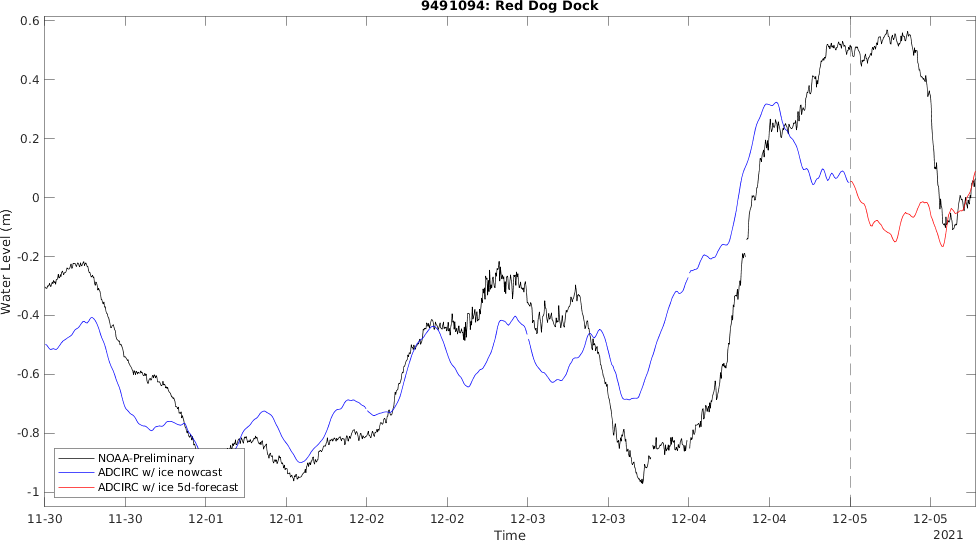 9491094: Red Dog Dock
0.6
0.4
0.2
0
-0.2
-0.4
-0.6
-0.8
-1
Water Level (m)
NOAA-Preliminary
ADCIRC w/ ice nowcast
ADCIRC w/ ice 5d-forecast
11-30 11-30 12-01 12-01 12-02 12-02 12-03 12-03 12-04 12-04 12-05 12-05
Time
2021